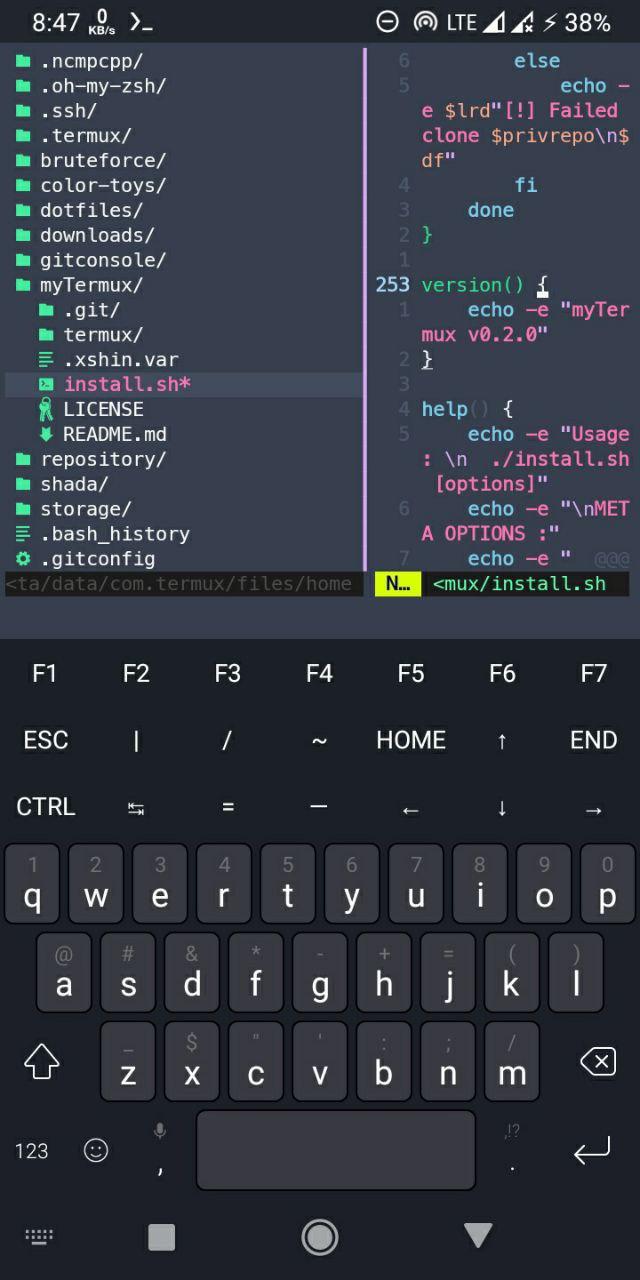 8:47 0 KB/s LTE 38%
.ncmpcpp/
.oh-my-zsh/
.ssh/
.termux/
bruteforce/
color-toys/
dotfiles/
downloads/
gitconsole/
myTermux/
.git/
termux/
.xshin.var
install.sh*
LICENSE
README.md
repository/
shada/
storage/
.bash_history
.gitconfig
<ta/data/com.termux/files/home
6 else
5 echo -
e $lrd"[!] Failed
clone $privrepo\n$
df"
4 fi
3 done
2 }
1
253 version() {
1 echo -e "myTer
mux v0.2.0"
2 }
3
4 help() {
5 echo -e "Usage
: \n ./install.sh
[options]"
6 echo -e "\nMET
A OPTIONS :"
7 echo -e " @@@
N… <mux/install.sh
F1 F2 F3 F4 F5 F6 F7
ESC | / ~ HOME ↑ END
CTRL ↹ = — ← ↓ →
1 2 3 4 5 6 7 8 9 0
q w e r t y u i o p
@ # & * - + = ( )
a s d f g h j k l
_ $ " ' : ; /
z x c v b n m
,!?
123 , .